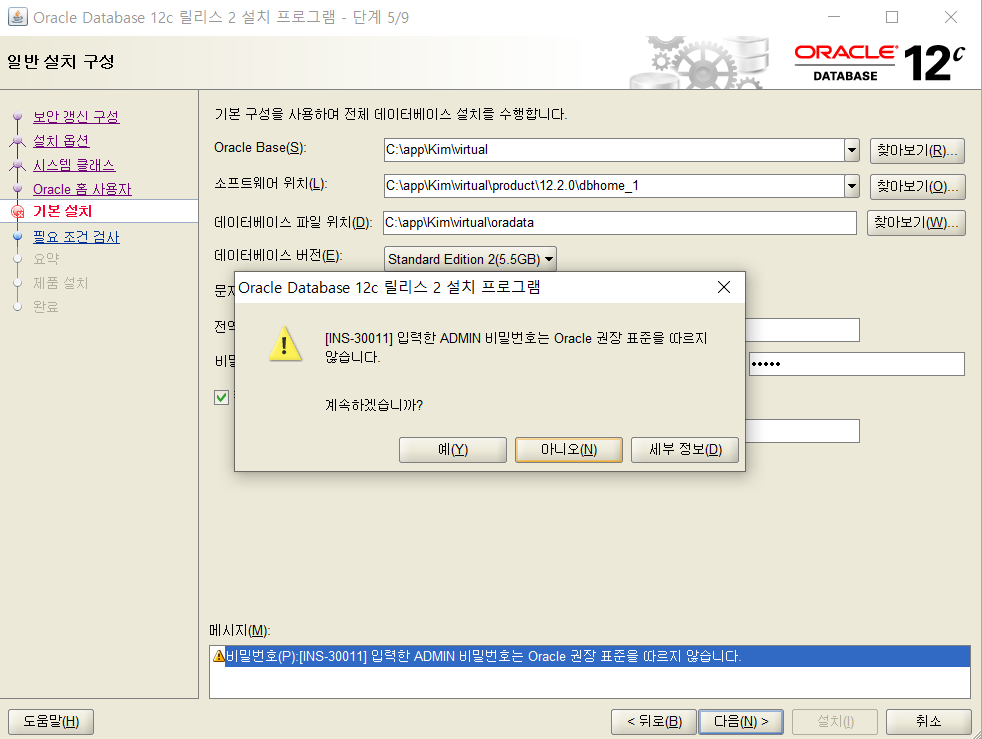 Oracle Database 12c 릴리스 2 설치 프로그램 - 단계 5/9
일반 설치 구성
ORACLE®
DATABASE
12c
보안 갱신 구성
설치 옵션
시스템 클래스
Oracle 홈 사용자
기본 설치
필요 조건 검사
요약
제품 설치
완료
기본 구성을 사용하여 전체 데이터베이스 설치를 수행합니다.
Oracle Base(S): C:\app\Kim\virtual 찾아보기(R)...
소프트웨어 위치(L): C:\app\Kim\virtual\product\12.2.0\dbhome_1 찾아보기(O)...
데이터베이스 파일 위치(D): C:\app\Kim\virtual\oradata 찾아보기(W)...
데이터베이스 버전(E): Standard Edition 2(5.5GB)
문자
전역
비밀
•••••
Oracle Database 12c 릴리스 2 설치 프로그램
[INS-30011] 입력한 ADMIN 비밀번호는 Oracle 권장 표준을 따르지
않습니다.
계속하겠습니까?
예(Y) 아니오(N) 세부 정보(D)
메시지(M):
비밀번호(P):[INS-30011] 입력한 ADMIN 비밀번호는 Oracle 권장 표준을 따르지 않습니다.
도움말(H) < 뒤로(B) 다음(N) > 설치(I) 취소